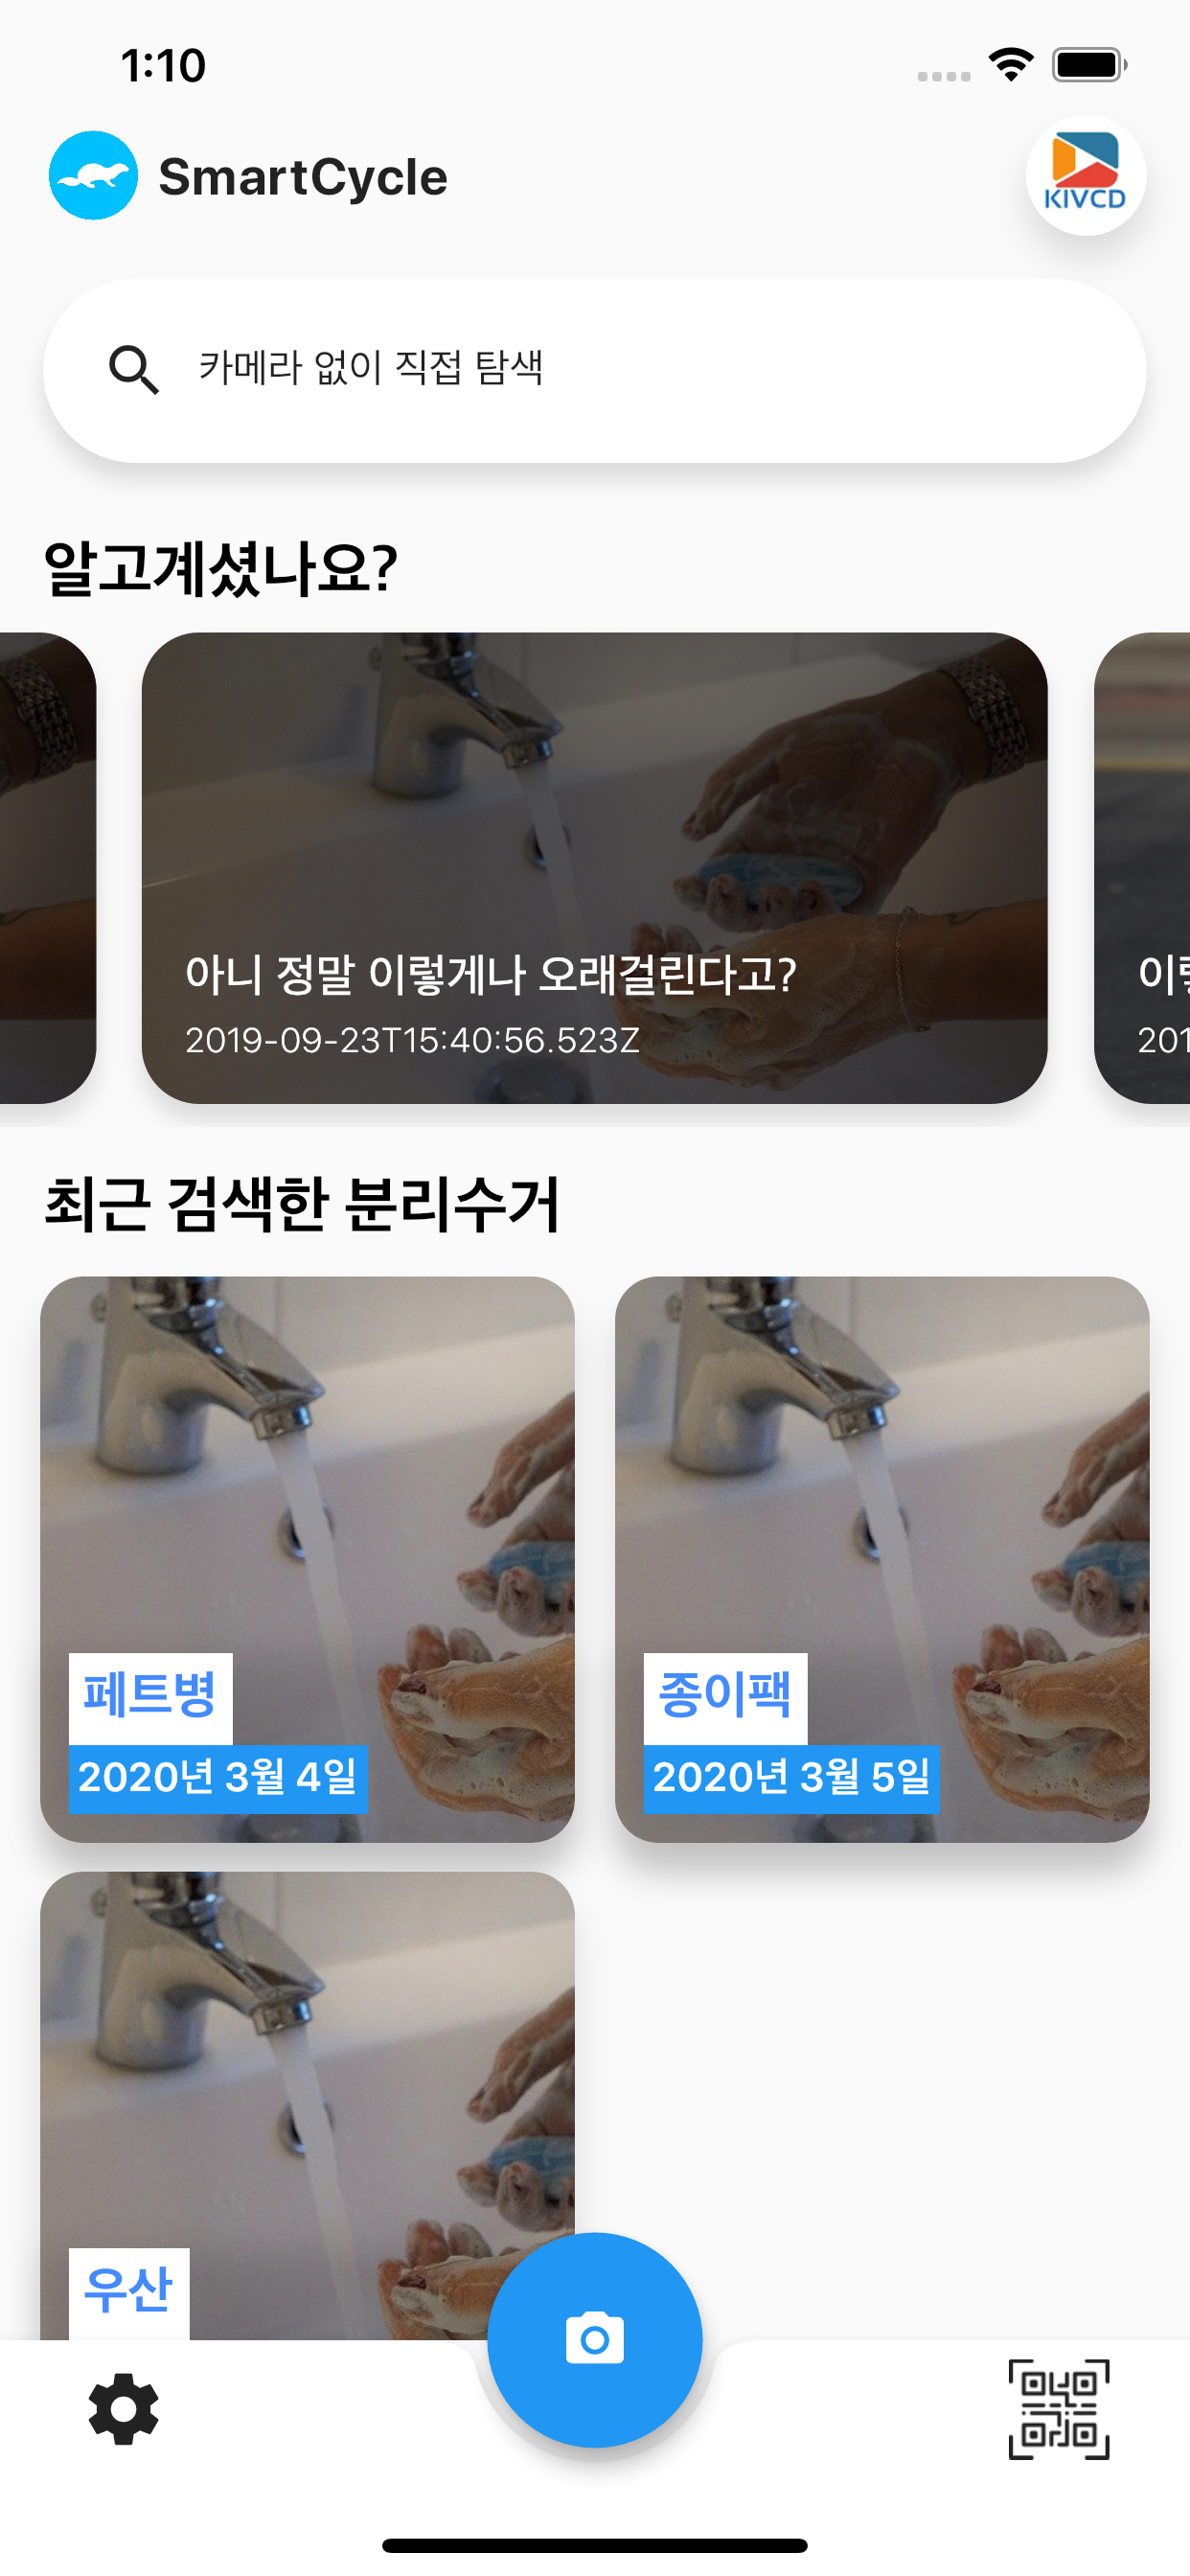 1:10
SmartCycle
KIVCD
카메라 없이 직접 탐색
알고계셨나요?
아니 정말 이렇게나 오래걸린다고?
2019-09-23T15:40:56.523Z
201
최근 검색한 분리수거
페트병
2020년 3월 4일
종이팩
2020년 3월 5일
우산